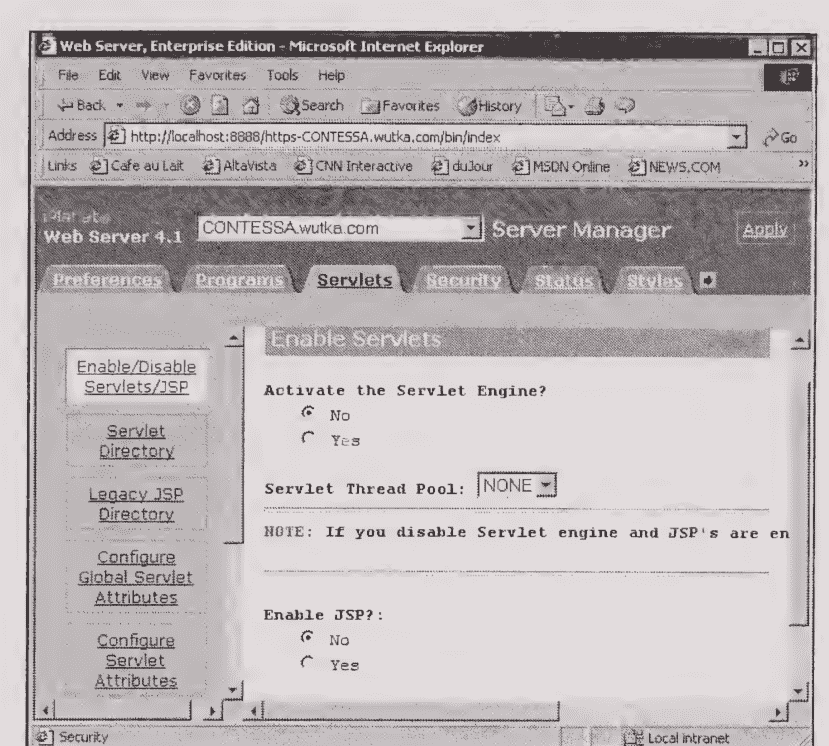 Web Server, Enterprise Edition - Microsoft Internet Explorer
File Edit View Favorites Tools Help
Back Search Favorites History
Address http://localhost:8888/https-CONTESSA.wutka.com/bin/index Go
Links Cafe au Lait AltaVista CNN Interactive duJour MSDN Online NEWS.COM »
Web Server 4.1 CONTESSA.wutka.com Server Manager Apply
Preferences Programs Servlets Security Status Styles
Enable/Disable
Servlets/JSP
Servlet
Directory
Legacy JSP
Directory
Configure
Global Servlet
Attributes
Configure
Servlet
Attributes
Enable Servlets
Activate the Servlet Engine?
No
Yes
Servlet Thread Pool: NONE
NOTE: If you disable Servlet engine and JSP's are en
Enable JSP?:
No
Yes
Security Local intranet